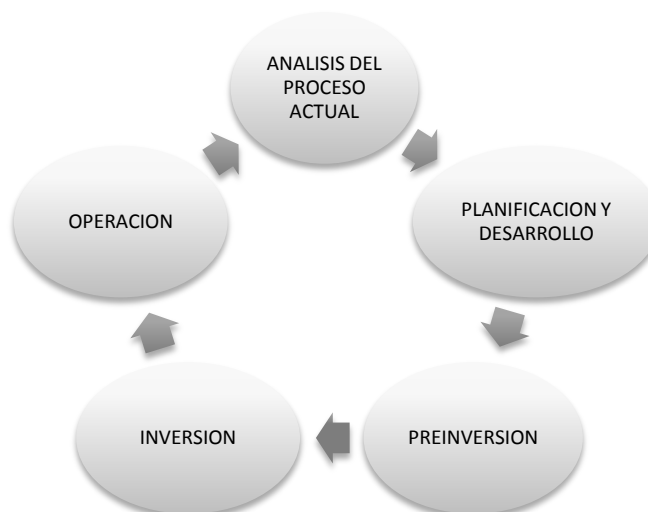 ANALISIS DEL
PROCESO
ACTUAL
PLANIFICACION Y
DESARROLLO
PREINVERSION
INVERSION
OPERACION